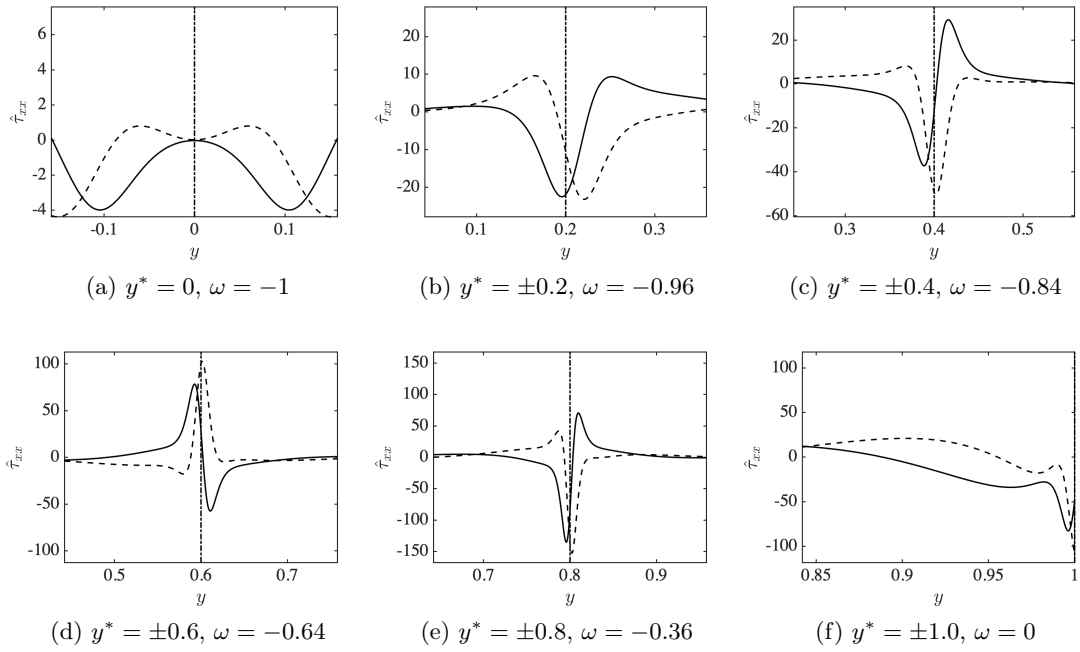 6
4
2
0
-2
-4
τ̂xx
-0.1 0 0.1
y
(a) y* = 0, ω = −1
20
10
0
-10
-20
τ̂xx
0.1 0.2 0.3
y
(b) y* = ±0.2, ω = −0.96
20
0
-20
-40
-60
τ̂xx
0.3 0.4 0.5
y
(c) y* = ±0.4, ω = −0.84
100
50
0
-50
-100
τ̂xx
0.5 0.6 0.7
y
(d) y* = ±0.6, ω = −0.64
150
100
50
0
-50
-100
-150
τ̂xx
0.7 0.8 0.9
y
(e) y* = ±0.8, ω = −0.36
100
50
0
-50
-100
τ̂xx
0.85 0.9 0.95 1
y
(f) y* = ±1.0, ω = 0